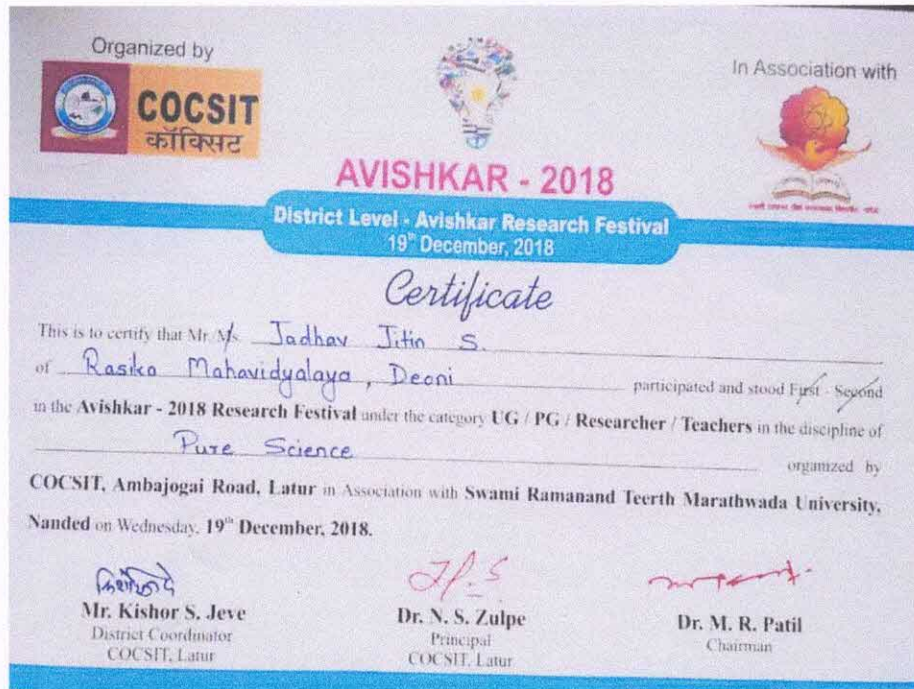 Organized by
COCSIT
कॉक्सिट
In Association with
AVISHKAR - 2018
District Level - Avishkar Research Festival
19th December, 2018
Certificate
This is to certify that Mr./Ms. Jadhav Jitin S.
of Rasika Mahavidyalaya, Deoni participated and stood First - Second
in the Avishkar - 2018 Research Festival under the category UG / PG / Researcher / Teachers in the discipline of
Pure Science organized by
COCSIT, Ambajogai Road, Latur in Association with Swami Ramanand Teerth Marathwada University,
Nanded on Wednesday, 19th December, 2018.
Mr. Kishor S. Jeve
District Coordinator
COCSIT, Latur
Dr. N. S. Zulpe
Principal
COCSIT, Latur
Dr. M. R. Patil
Chairman